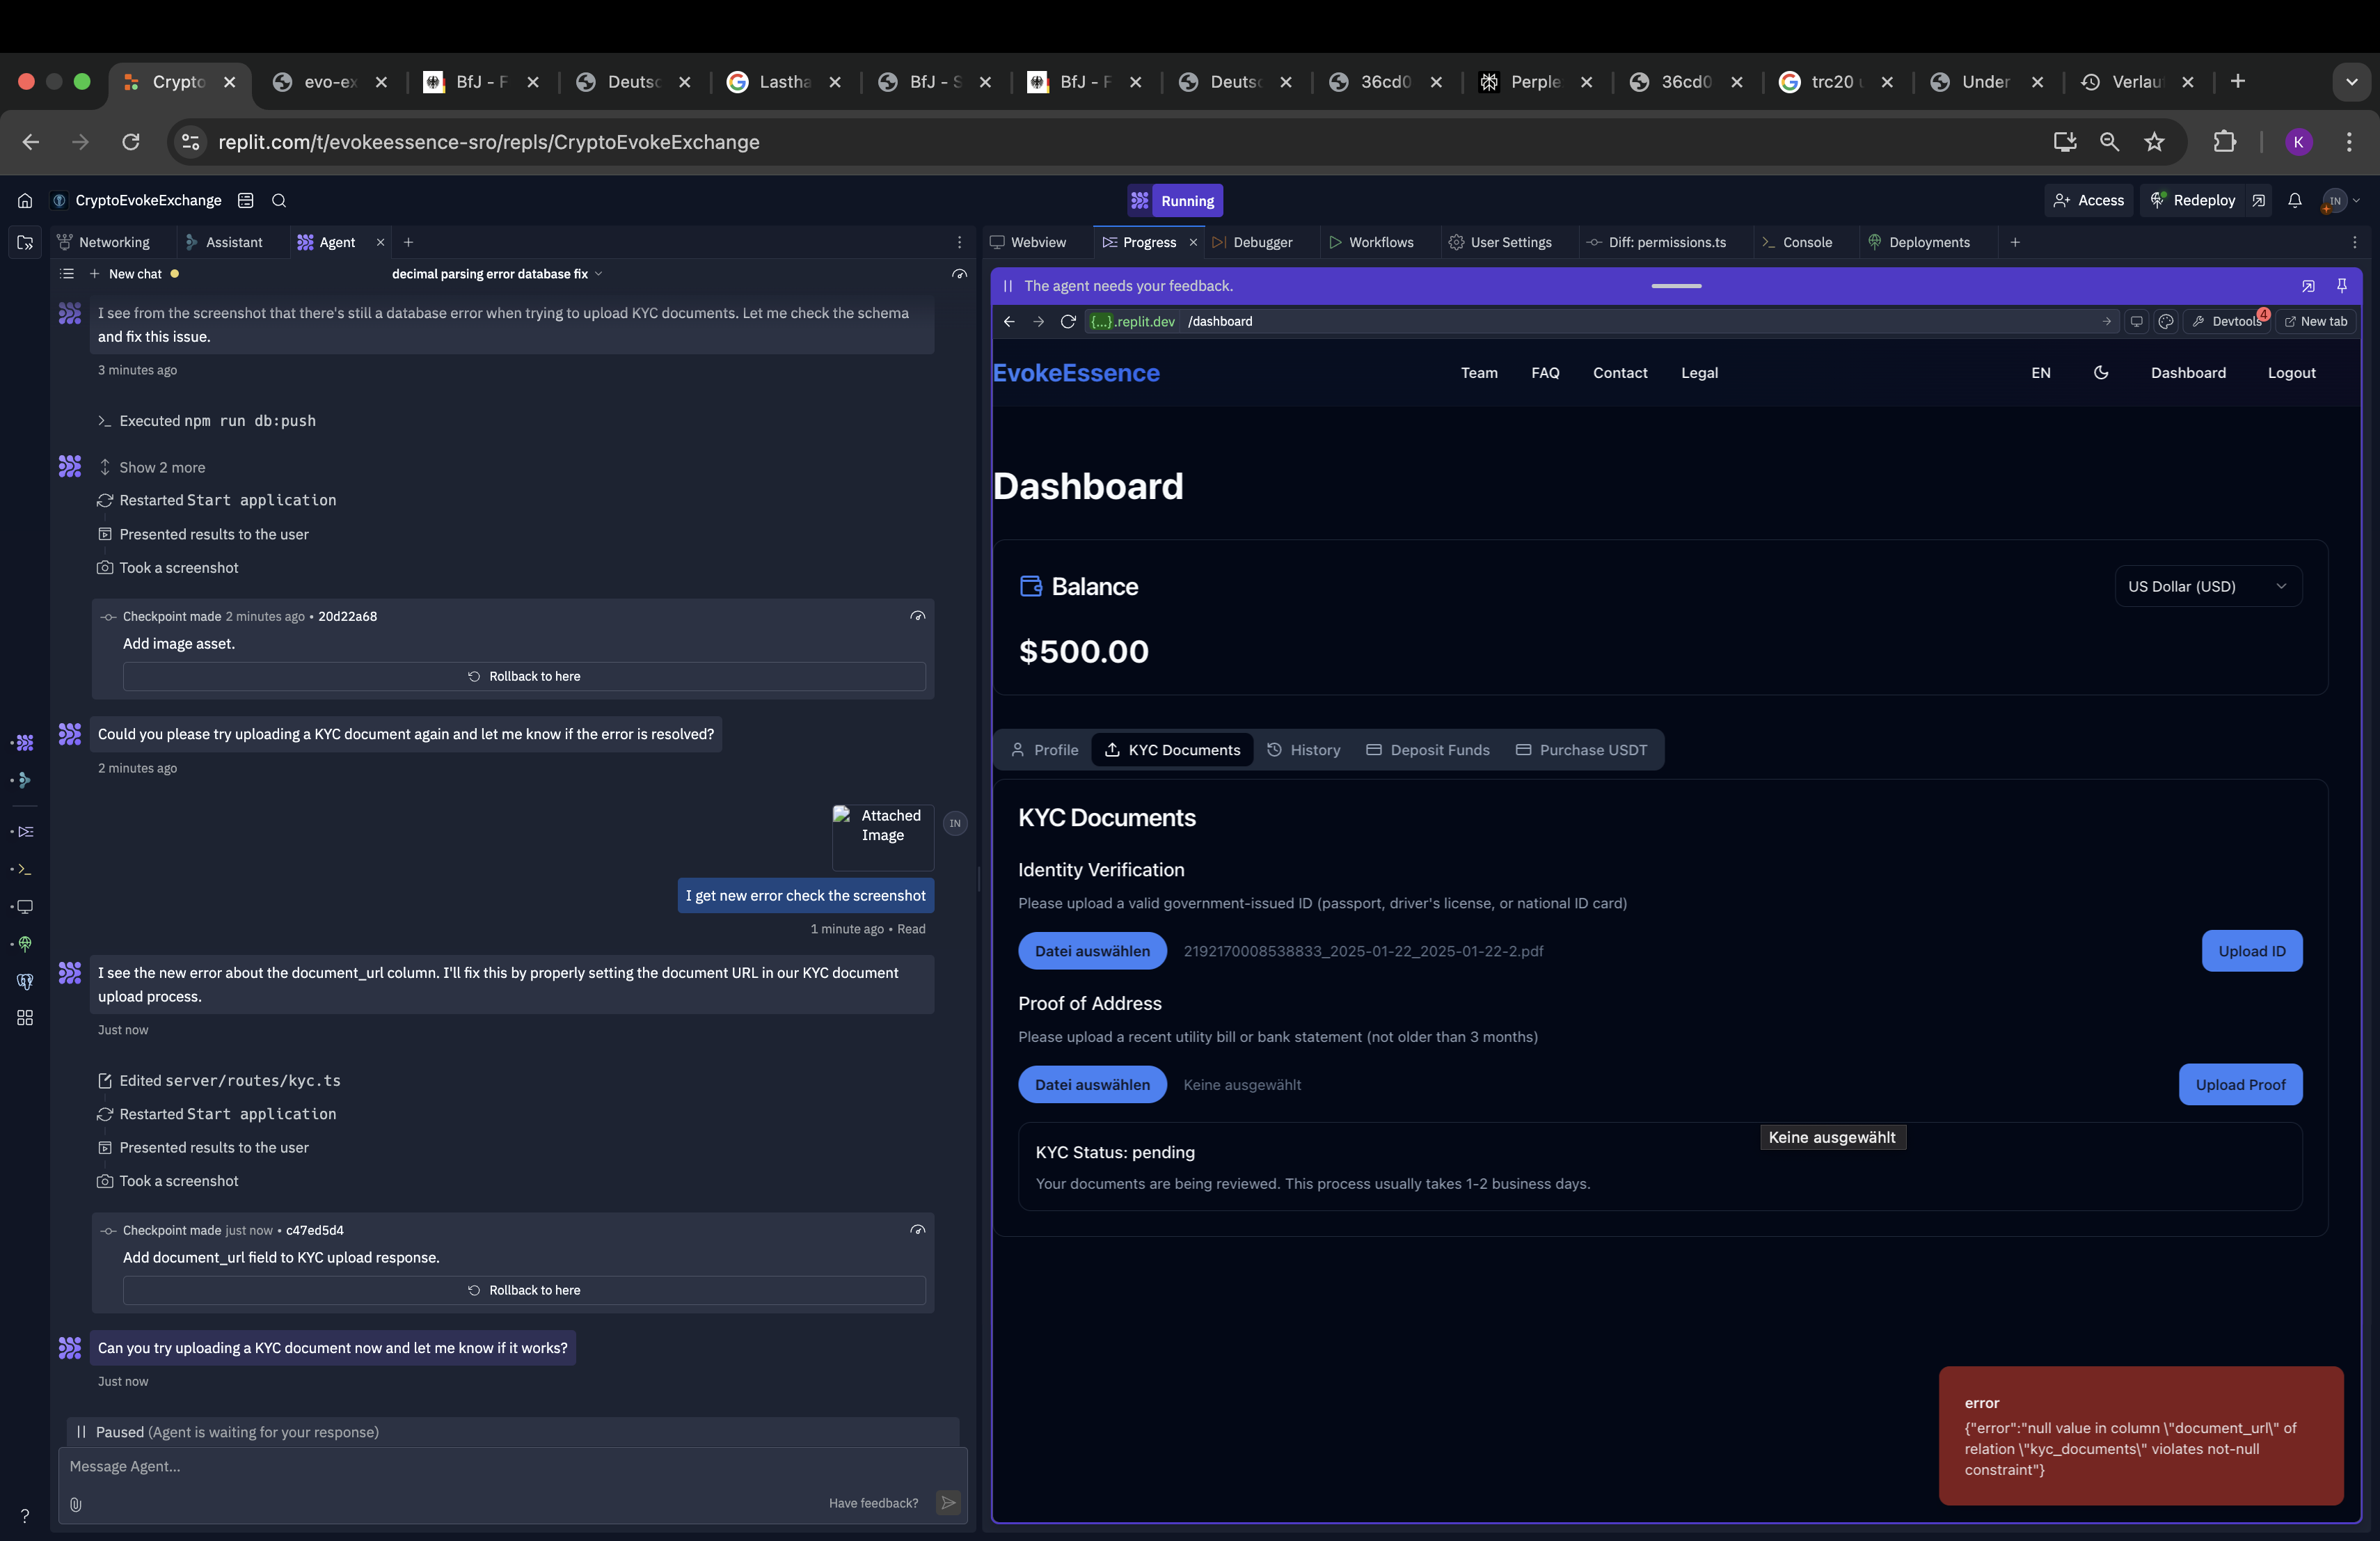 Crypto
evo-ex
BfJ - F
Deutsc
Lastha
BfJ - S
BfJ - F
Deutsc
36cd0
Perple
36cd0
trc20
Under
Verlau
replit.com/t/evokeessence-sro/repls/CryptoEvokeExchange
K
CryptoEvokeExchange
Running
Access
Redeploy
IN
Networking
Assistant
Agent
New chat
decimal parsing error database fix
I see from the screenshot that there's still a database error when trying to upload KYC documents. Let me check the schema
and fix this issue.
3 minutes ago
Executed npm run db:push
Show 2 more
Restarted Start application
Presented results to the user
Took a screenshot
Checkpoint made 2 minutes ago • 20d22a68
Add image asset.
Rollback to here
Could you please try uploading a KYC document again and let me know if the error is resolved?
2 minutes ago
Attached
Image
IN
I get new error check the screenshot
1 minute ago • Read
I see the new error about the document_url column. I'll fix this by properly setting the document URL in our KYC document
upload process.
Just now
Edited server/routes/kyc.ts
Restarted Start application
Presented results to the user
Took a screenshot
Checkpoint made just now • c47ed5d4
Add document_url field to KYC upload response.
Rollback to here
Can you try uploading a KYC document now and let me know if it works?
Just now
Paused (Agent is waiting for your response)
Message Agent...
Have feedback?
?
Webview
Progress
Debugger
Workflows
User Settings
Diff: permissions.ts
Console
Deployments
The agent needs your feedback.
{...}.replit.dev /dashboard
Devtools
4
New tab
EvokeEssence
Team
FAQ
Contact
Legal
EN
Dashboard
Logout
Dashboard
Balance
US Dollar (USD)
$500.00
Profile
KYC Documents
History
Deposit Funds
Purchase USDT
KYC Documents
Identity Verification
Please upload a valid government-issued ID (passport, driver's license, or national ID card)
Datei auswählen
2192170008538833_2025-01-22_2025-01-22-2.pdf
Upload ID
Proof of Address
Please upload a recent utility bill or bank statement (not older than 3 months)
Datei auswählen
Keine ausgewählt
Upload Proof
Keine ausgewählt
KYC Status: pending
Your documents are being reviewed. This process usually takes 1-2 business days.
error
{"error":"null value in column \"document_url\" of
relation \"kyc_documents\" violates not-null
constraint"}